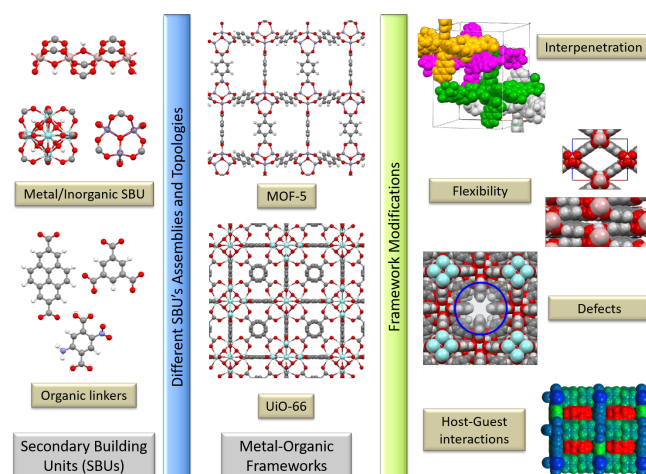 Metal/Inorganic SBU
Organic linkers
Secondary Building
Units (SBUs)
Different SBU's Assemblies and Topologies
MOF-5
UiO-66
Metal-Organic
Frameworks
Framework Modifications
Interpenetration
Flexibility
Defects
Host-Guest
interactions